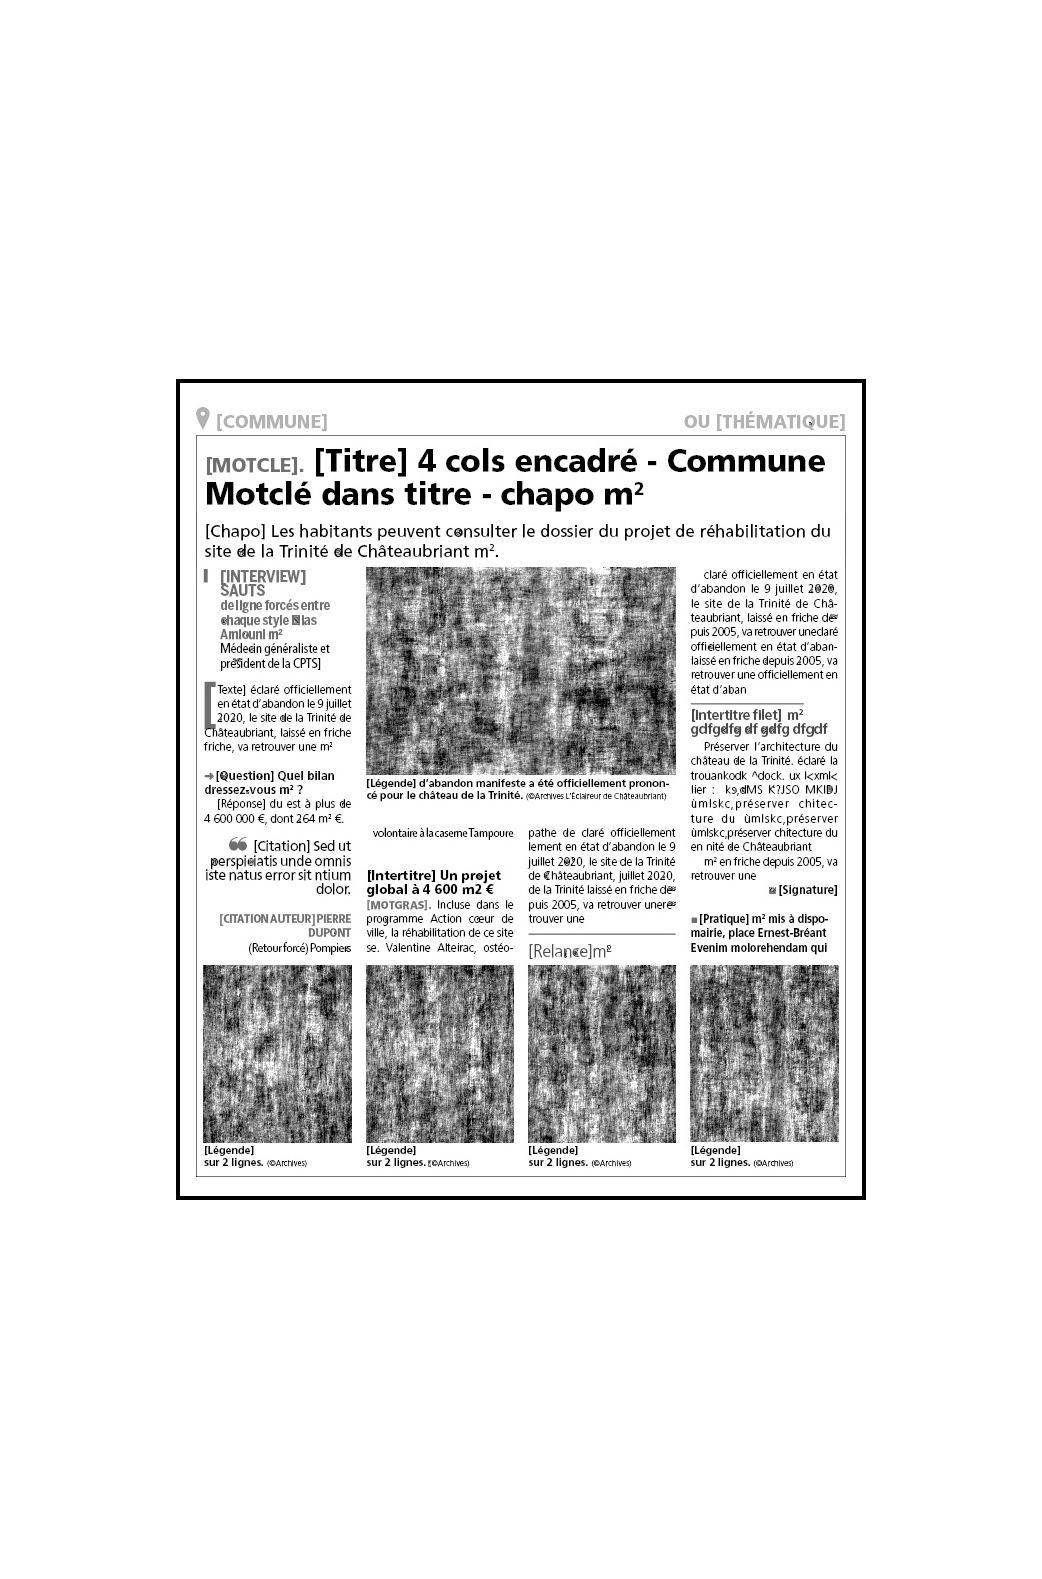 [COMMUNE]
OU [THÉMATIQUE]
[MOTCLE]. [Titre] 4 cols encadré - Commune
Motclé dans titre - chapo m²
[Chapo] Les habitants peuvent consulter le dossier du projet de réhabilitation du
site de la Trinité de Châteaubriant m².
[INTERVIEW]
SAUTS
de ligne forcés entre
chaque style
Amlouni m²
Médecin généraliste et
président de la CPTS]
[Texte] éclaré officiellement
en état d'abandon le 9 juillet
2020, le site de la Trinité de
Châteaubriant, laissé en friche
friche, va retrouver une m²
➔ [Question] Quel bilan
dressez-vous m² ?
[Réponse] du est à plus de
4 600 000 €, dont 264 m² €.
❝ [Citation] Sed ut
perspiciatis unde omnis
iste natus error sit ntium
dolor.
[CITATION AUTEUR] PIERRE
DUPONT
(Retour forcé) Pompiers
[Légende] d'abandon manifeste a été officiellement pronon-
cé pour le château de la Trinité. (©Archives L'Éclaireur de Châteaubriant)
volontaire à la caserne Tampoure
[Intertitre] Un projet
global à 4 600 m2 €
[MOTGRAS]. Incluse dans le
programme Action cœur de
ville, la réhabilitation de ce site
se. Valentine Alteirac, ostéo-
pathe de claré officiellement
lement en état d'abandon le 9
juillet 2020, le site de la Trinité
de Châteaubriant, juillet 2020,
de la Trinité laissé en friche de-
puis 2005, va retrouver unere-
trouver une
[Relance]m²
claré officiellement en état
d'abandon le 9 juillet 2020,
le site de la Trinité de Châ-
teaubriant, laissé en friche de-
puis 2005, va retrouver uneclaré
officiellement en état d'aban-
laissé en friche depuis 2005, va
retrouver une officiellement en
état d'aban
[Intertitre filet] m²
gdfgdfg df gdfg dfgdf
Préserver l'architecture du
château de la Trinité. éclaré la
trouankodk ^dock. ux l<xml<
lier : ks,dMS K?JSO MKIDJ
ùmlskc,préserver chitec-
ture du ùmlskc,préserver
ùmlskc,préserver chitecture du
en nité de Châteaubriant
m² en friche depuis 2005, va
retrouver une
[Signature]
■ [Pratique] m² mis à dispo-
mairie, place Ernest-Bréant
Evenim molorehendam qui
[Légende]
sur 2 lignes. (©Archives)
[Légende]
sur 2 lignes. (©Archives)
[Légende]
sur 2 lignes. (©Archives)
[Légende]
sur 2 lignes. (©Archives)